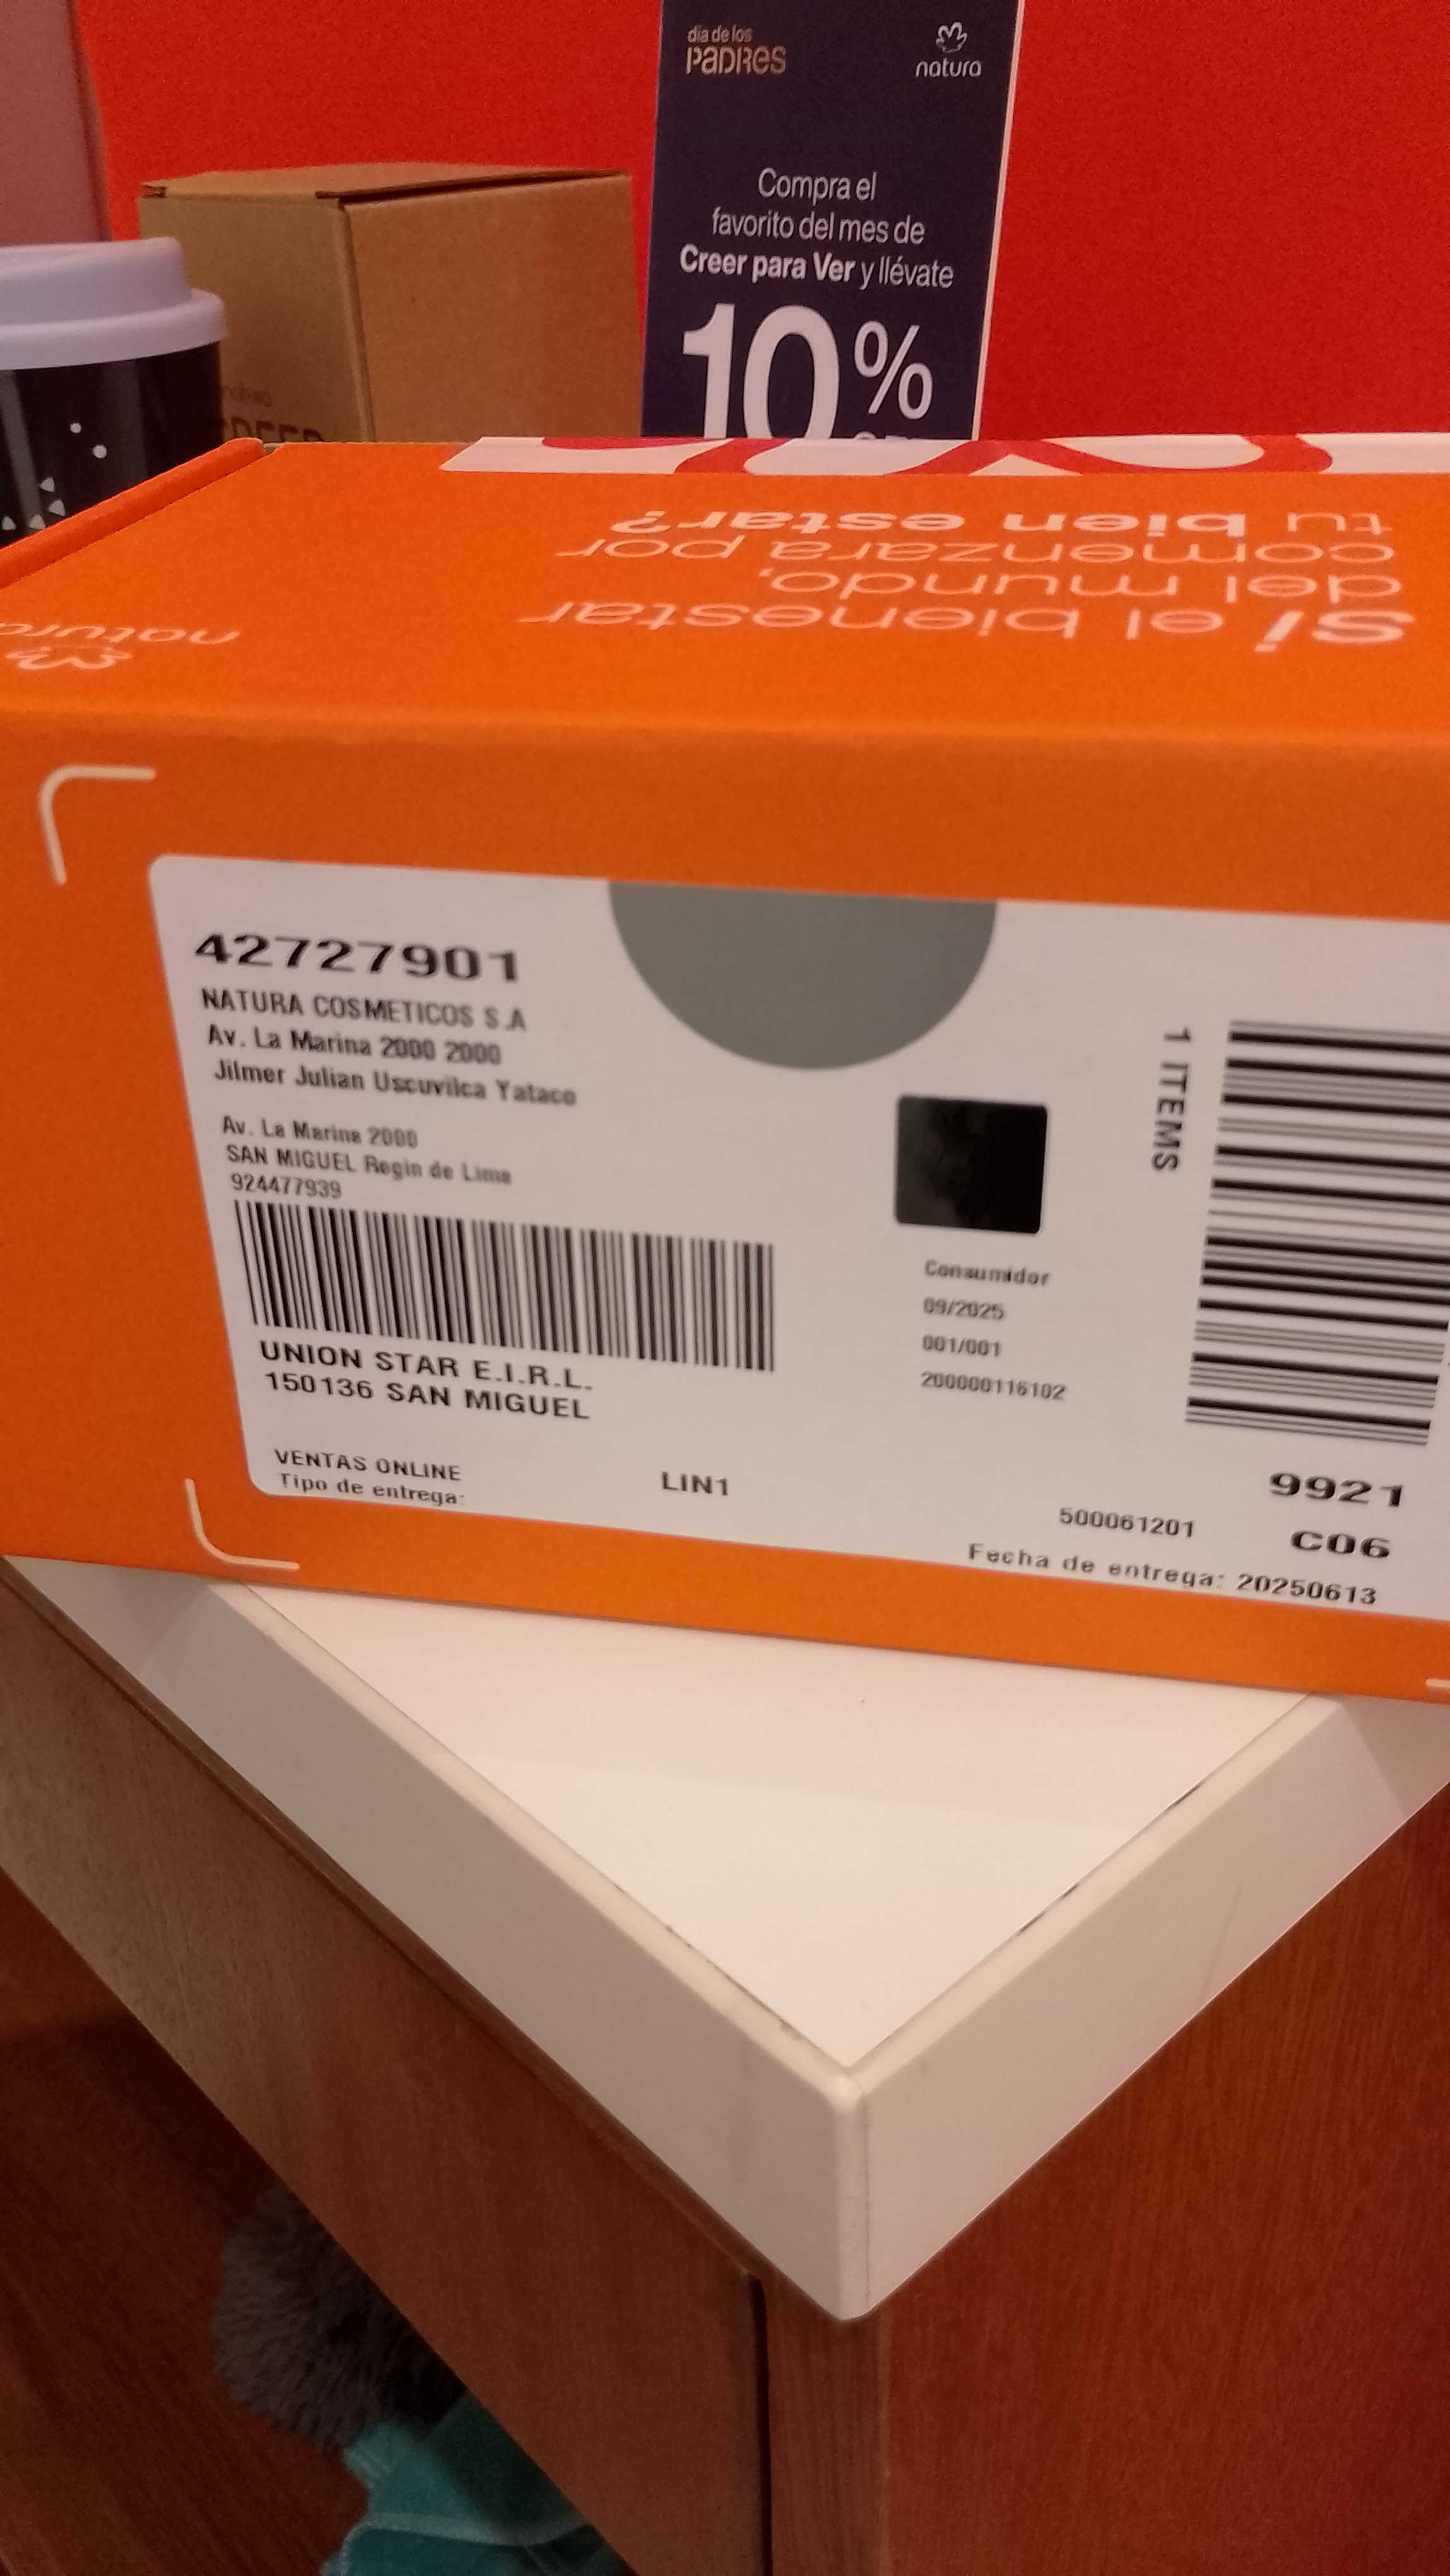 día de los
PADRES
natura
Compra el
favorito del mes de
Creer para Ver y llévate
10%
natura
Sí el bienestar
del mundo,
comenzara por
tu bien estar?
natura
42727901
NATURA COSMETICOS S.A
Av. La Marina 2000 2000
Jilmer Julian Uscuvilca Yataco
Av. La Marina 2000
SAN MIGUEL Regin de Lima
924477939
UNION STAR E.I.R.L.
150136 SAN MIGUEL
VENTAS ONLINE
Tipo de entrega:
LIN1
1 ITEMS
Consumidor
09/2025
001/001
200000116102
9921
500061201
C06
Fecha de entrega: 20250613